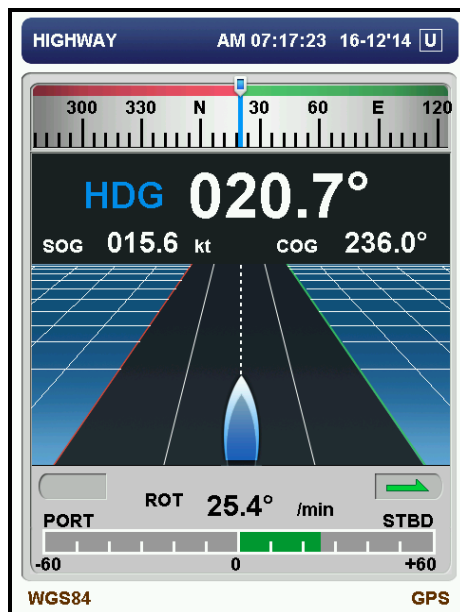 HIGHWAY AM 07:17:23 16-12'14 U
300 330 N 30 60 E 120
HDG 020.7°
SOG 015.6 kt COG 236.0°
ROT 25.4° /min
PORT STBD
-60 0 +60
WGS84 GPS